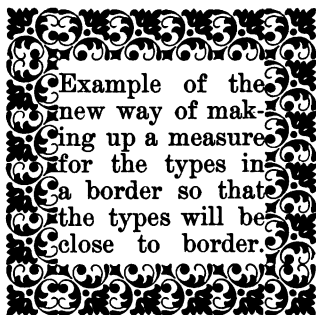 Example of the
new way of mak-
ing up a measure
for the types in
a border so that
the types will be
close to border.